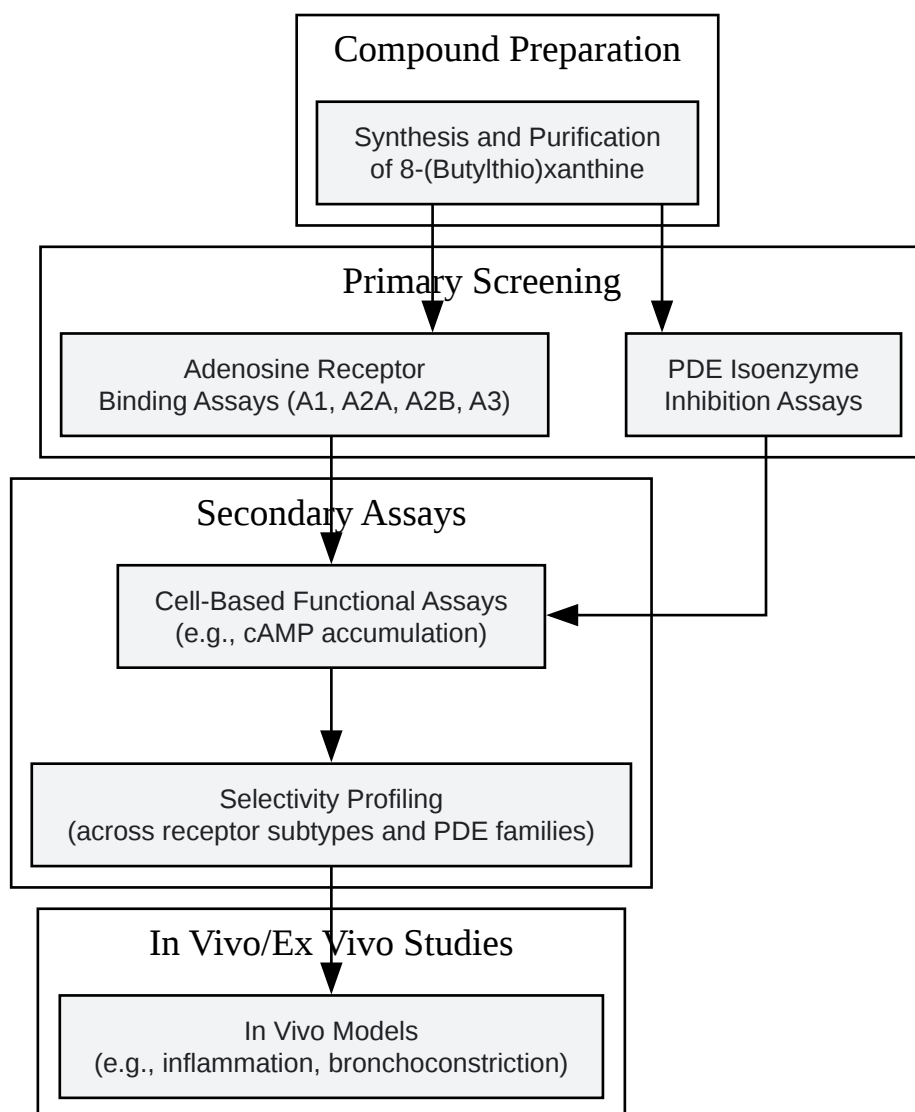 Compound Preparation
Synthesis and Purification
of 8-(Butylthio)xanthine
Primary Screening
Adenosine Receptor
Binding Assays (A1, A2A, A2B, A3)
PDE Isoenzyme
Inhibition Assays
Secondary Assays
Cell-Based Functional Assays
(e.g., cAMP accumulation)
Selectivity Profiling
(across receptor subtypes and PDE families)
In Vivo/Ex Vivo Studies
In Vivo Models
(e.g., inflammation, bronchoconstriction)